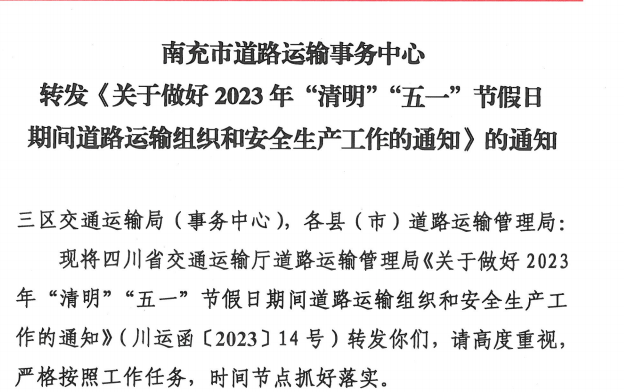 南充市道路运输事务中心
转发《关于做好 2023 年“清明”“五一”节假日
期间道路运输组织和安全生产工作的通知》的通知
三区交通运输局（事务中心），各县（市）道路运输管理局：
现将四川省交通运输厅道路运输管理局《关于做好 2023
年“清明”“五一”节假日期间道路运输组织和安全生产工
作的通知》（川运函〔2023〕14 号）转发你们，请高度重视，
严格按照工作任务，时间节点抓好落实。